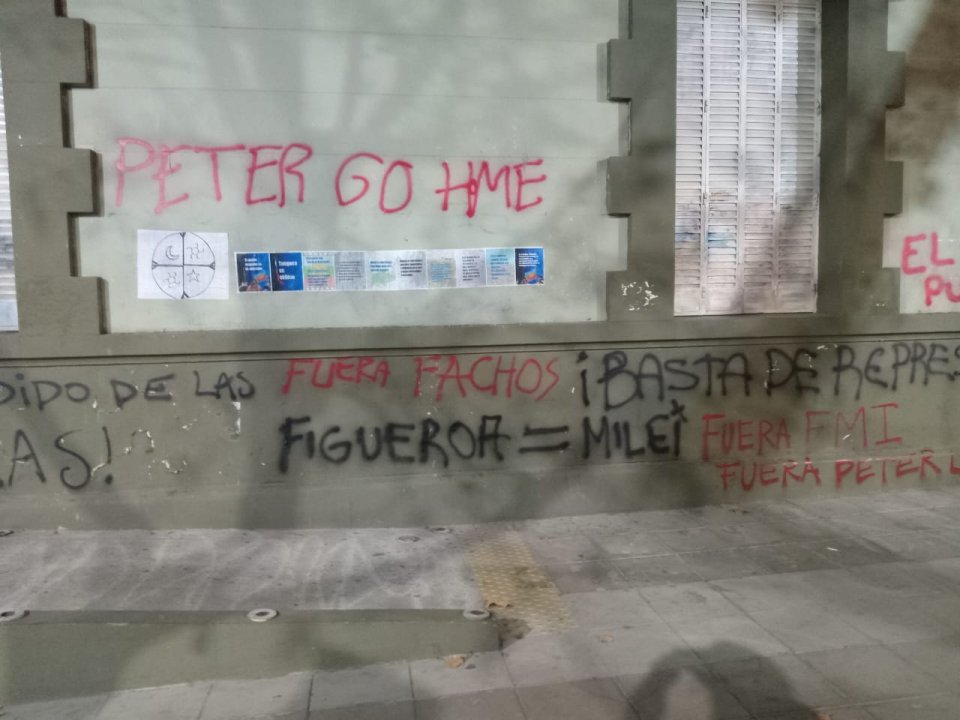 PETER GO HOME
EL
PU
DIDO DE LAS
FUERA FACHOS
¡BASTA DE REPRES
AS!
FIGUEROA = MILEI
FUERA FMI
FUERA PETER L